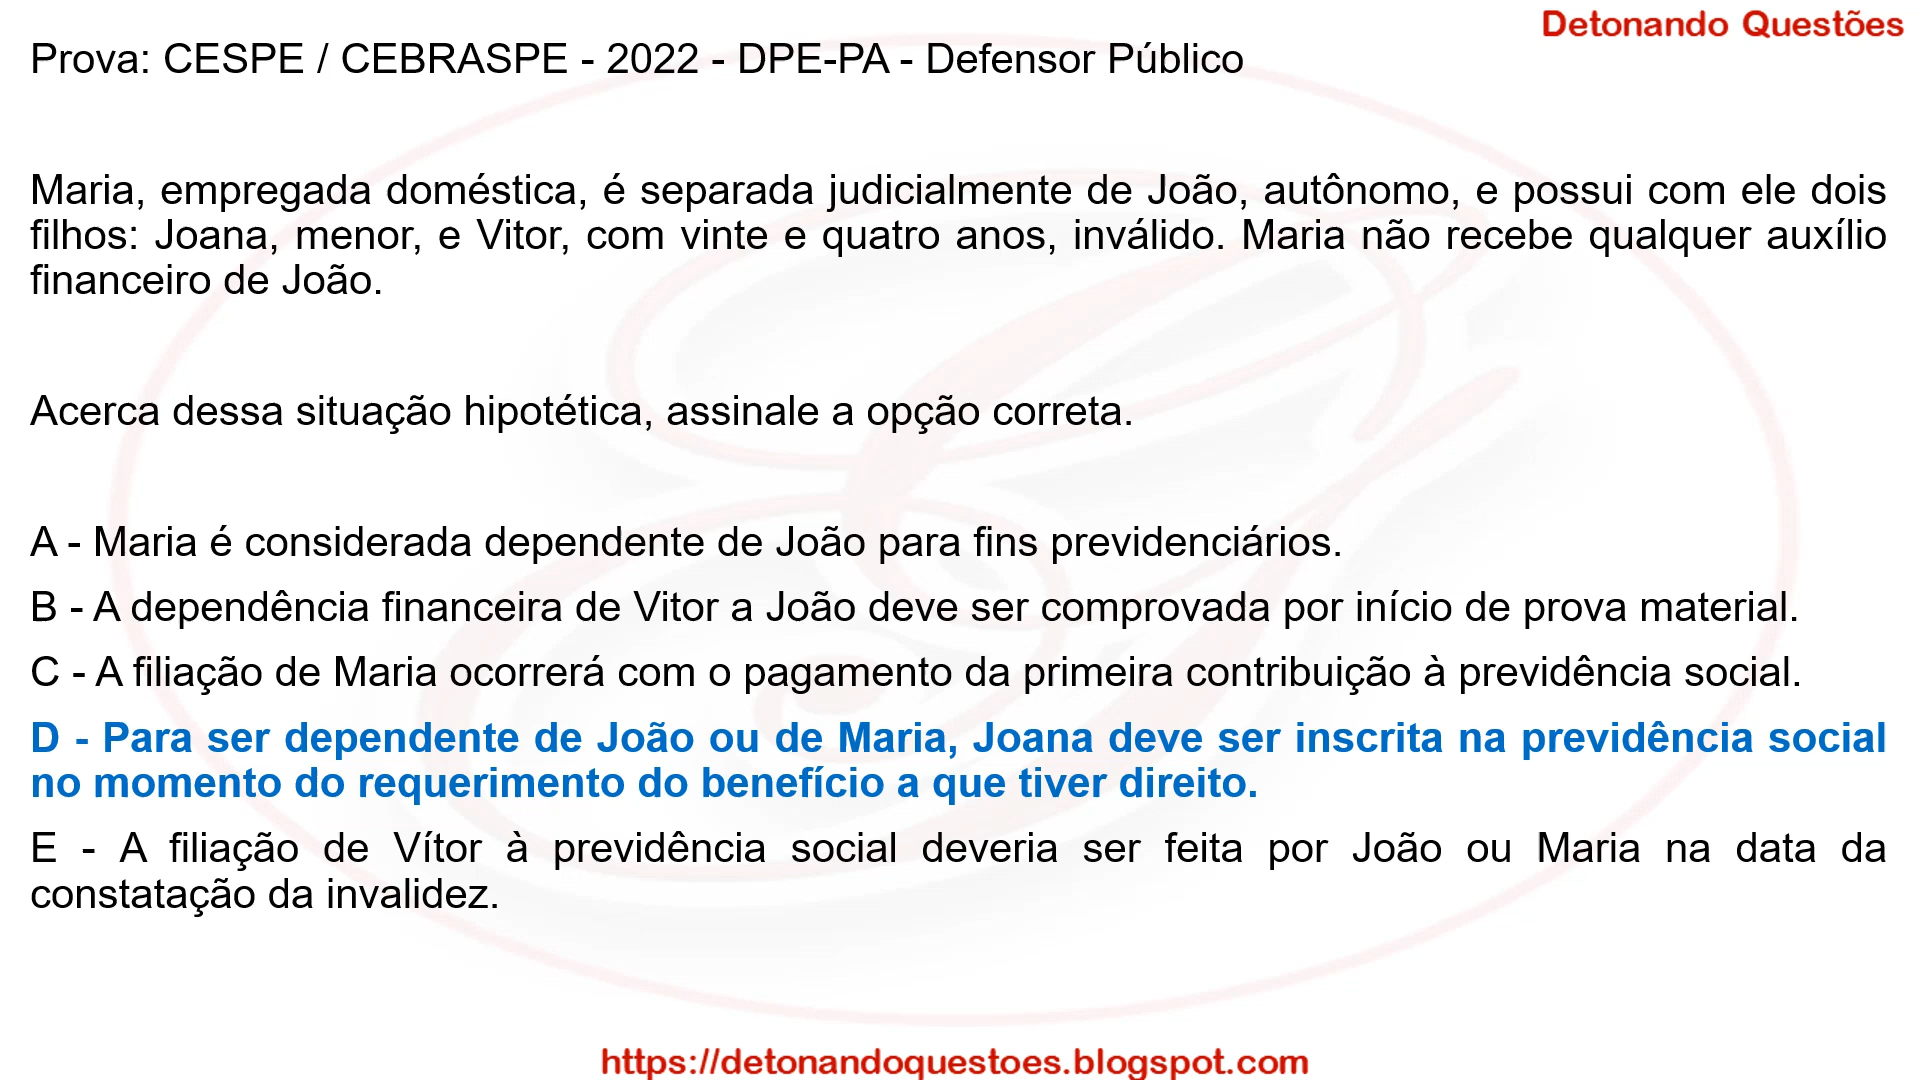 Detonando Questões
Prova: CESPE / CEBRASPE - 2022 - DPE-PA - Defensor Público
Maria, empregada doméstica, é separada judicialmente de João, autônomo, e possui com ele dois
filhos: Joana, menor, e Vitor, com vinte e quatro anos, inválido. Maria não recebe qualquer auxílio
financeiro de João.
Acerca dessa situação hipotética, assinale a opção correta.
A - Maria é considerada dependente de João para fins previdenciários.
B - A dependência financeira de Vitor a João deve ser comprovada por início de prova material.
C - A filiação de Maria ocorrerá com o pagamento da primeira contribuição à previdência social.
D - Para ser dependente de João ou de Maria, Joana deve ser inscrita na previdência social
no momento do requerimento do benefício a que tiver direito.
E - A filiação de Vítor à previdência social deveria ser feita por João ou Maria na data da
constatação da invalidez.
https://detonandoquestoes.blogspot.com